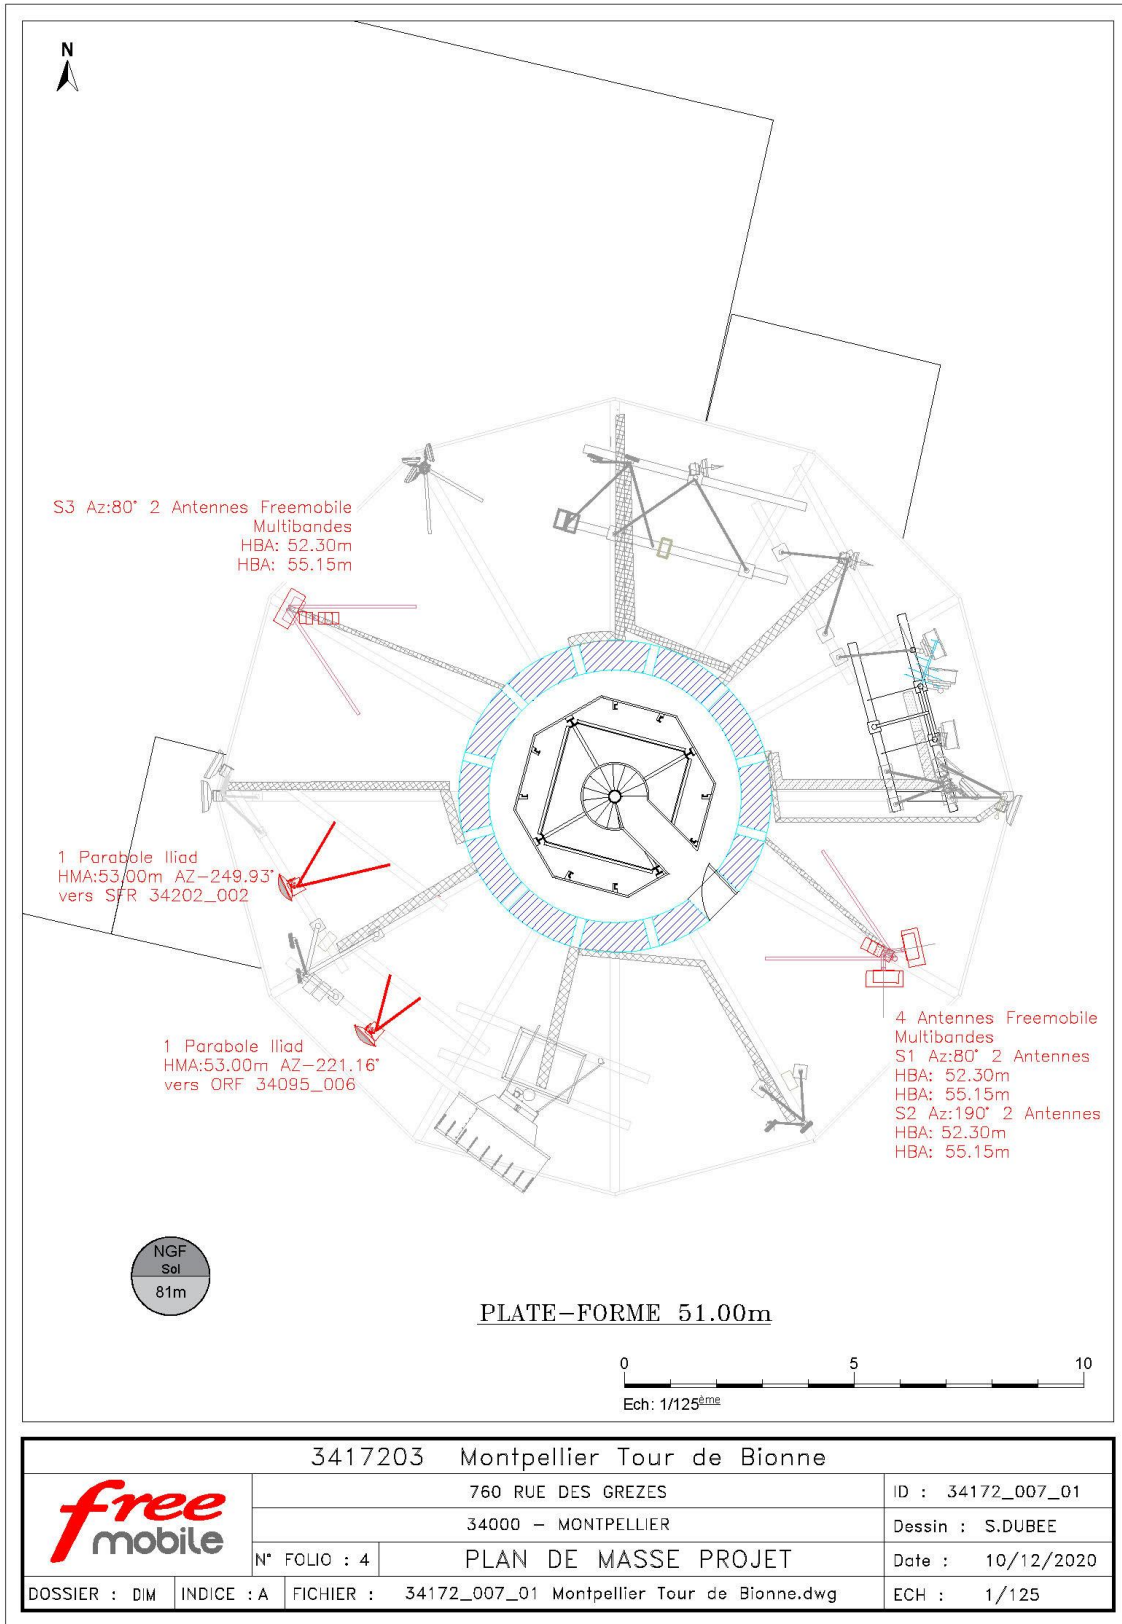 N
S3 Az:80° 2 Antennes Freemobile
Multibandes
HBA: 52.30m
HBA: 55.15m
1 Parabole Iliad
HMA:53.00m AZ-249.93°
vers SFR 34202_002
1 Parabole Iliad
HMA:53.00m AZ-221.16°
vers ORF 34095_006
4 Antennes Freemobile
Multibandes
S1 Az:80° 2 Antennes
HBA: 52.30m
HBA: 55.15m
S2 Az:190° 2 Antennes
HBA: 52.30m
HBA: 55.15m
NGF
Sol
81m
PLATE-FORME 51.00m
0 5 10
Ech: 1/125ème
3417203 Montpellier Tour de Bionne
free
mobile
760 RUE DES GREZES
ID : 34172_007_01
34000 - MONTPELLIER
Dessin : S.DUBEE
N° FOLIO : 4
PLAN DE MASSE PROJET
Date : 10/12/2020
DOSSIER : DIM
INDICE : A
FICHIER : 34172_007_01 Montpellier Tour de Bionne.dwg
ECH : 1/125